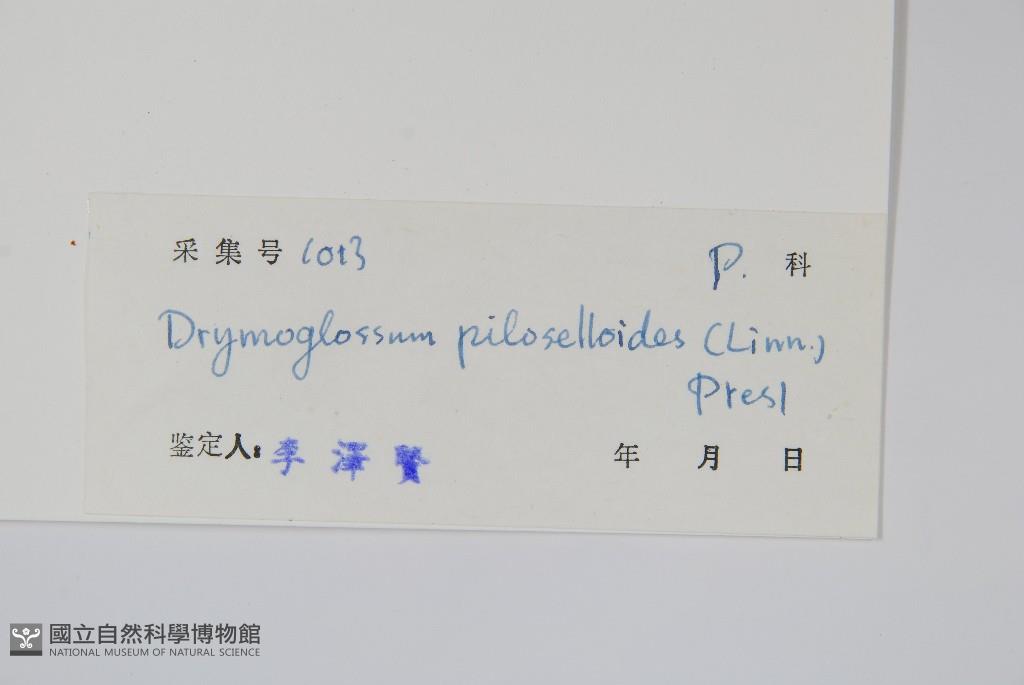 采集号 1013 P. 科
Drymoglossum piloselloides (Linn.)
Presl
鉴定人: 李澤賢 年 月 日
國立自然科學博物館
NATIONAL MUSEUM OF NATURAL SCIENCE